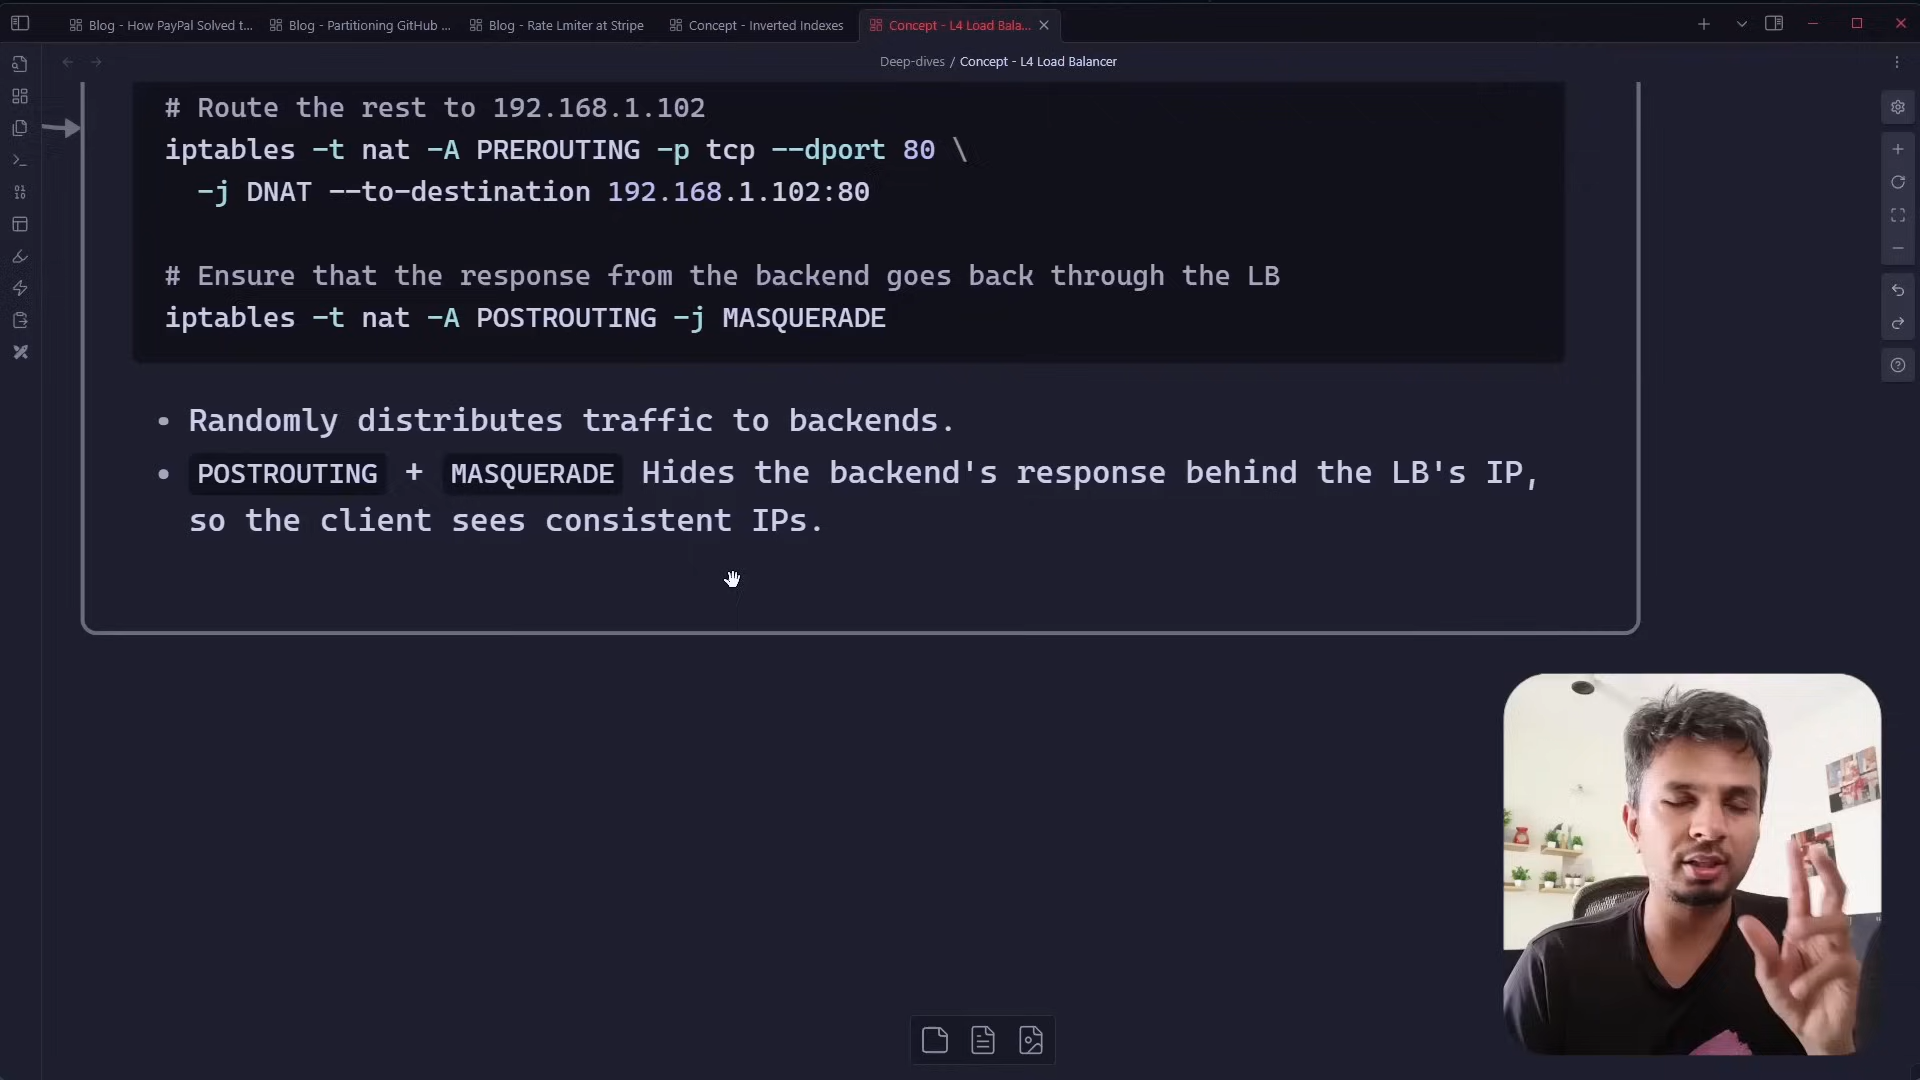 Blog - How PayPal Solved t...
Blog - Partitioning GitHub ...
Blog - Rate Lmiter at Stripe
Concept - Inverted Indexes
Concept - L4 Load Bala...
Deep-dives / Concept - L4 Load Balancer
# Route the rest to 192.168.1.102
iptables -t nat -A PREROUTING -p tcp --dport 80 \
-j DNAT --to-destination 192.168.1.102:80
# Ensure that the response from the backend goes back through the LB
iptables -t nat -A POSTROUTING -j MASQUERADE
• Randomly distributes traffic to backends.
• POSTROUTING + MASQUERADE Hides the backend's response behind the LB's IP,
so the client sees consistent IPs.